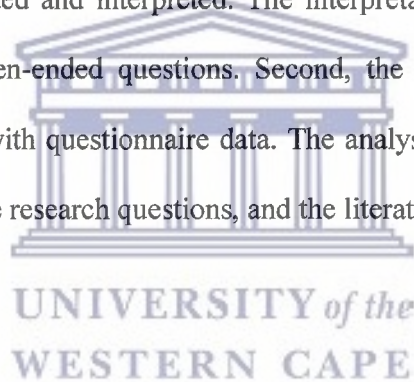 and interpreted. The interpreta
en-ended questions. Second, the
with questionnaire data. The analys
e research questions, and the literat
UNIVERSITY of the
WESTERN CAPE